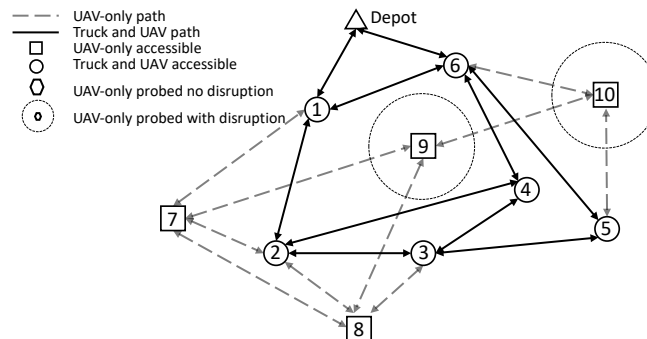 UAV-only path
Truck and UAV path
UAV-only accessible
Truck and UAV accessible
UAV-only probed no disruption
UAV-only probed with disruption
Depot
6
10
1
9
4
7
5
2
3
8